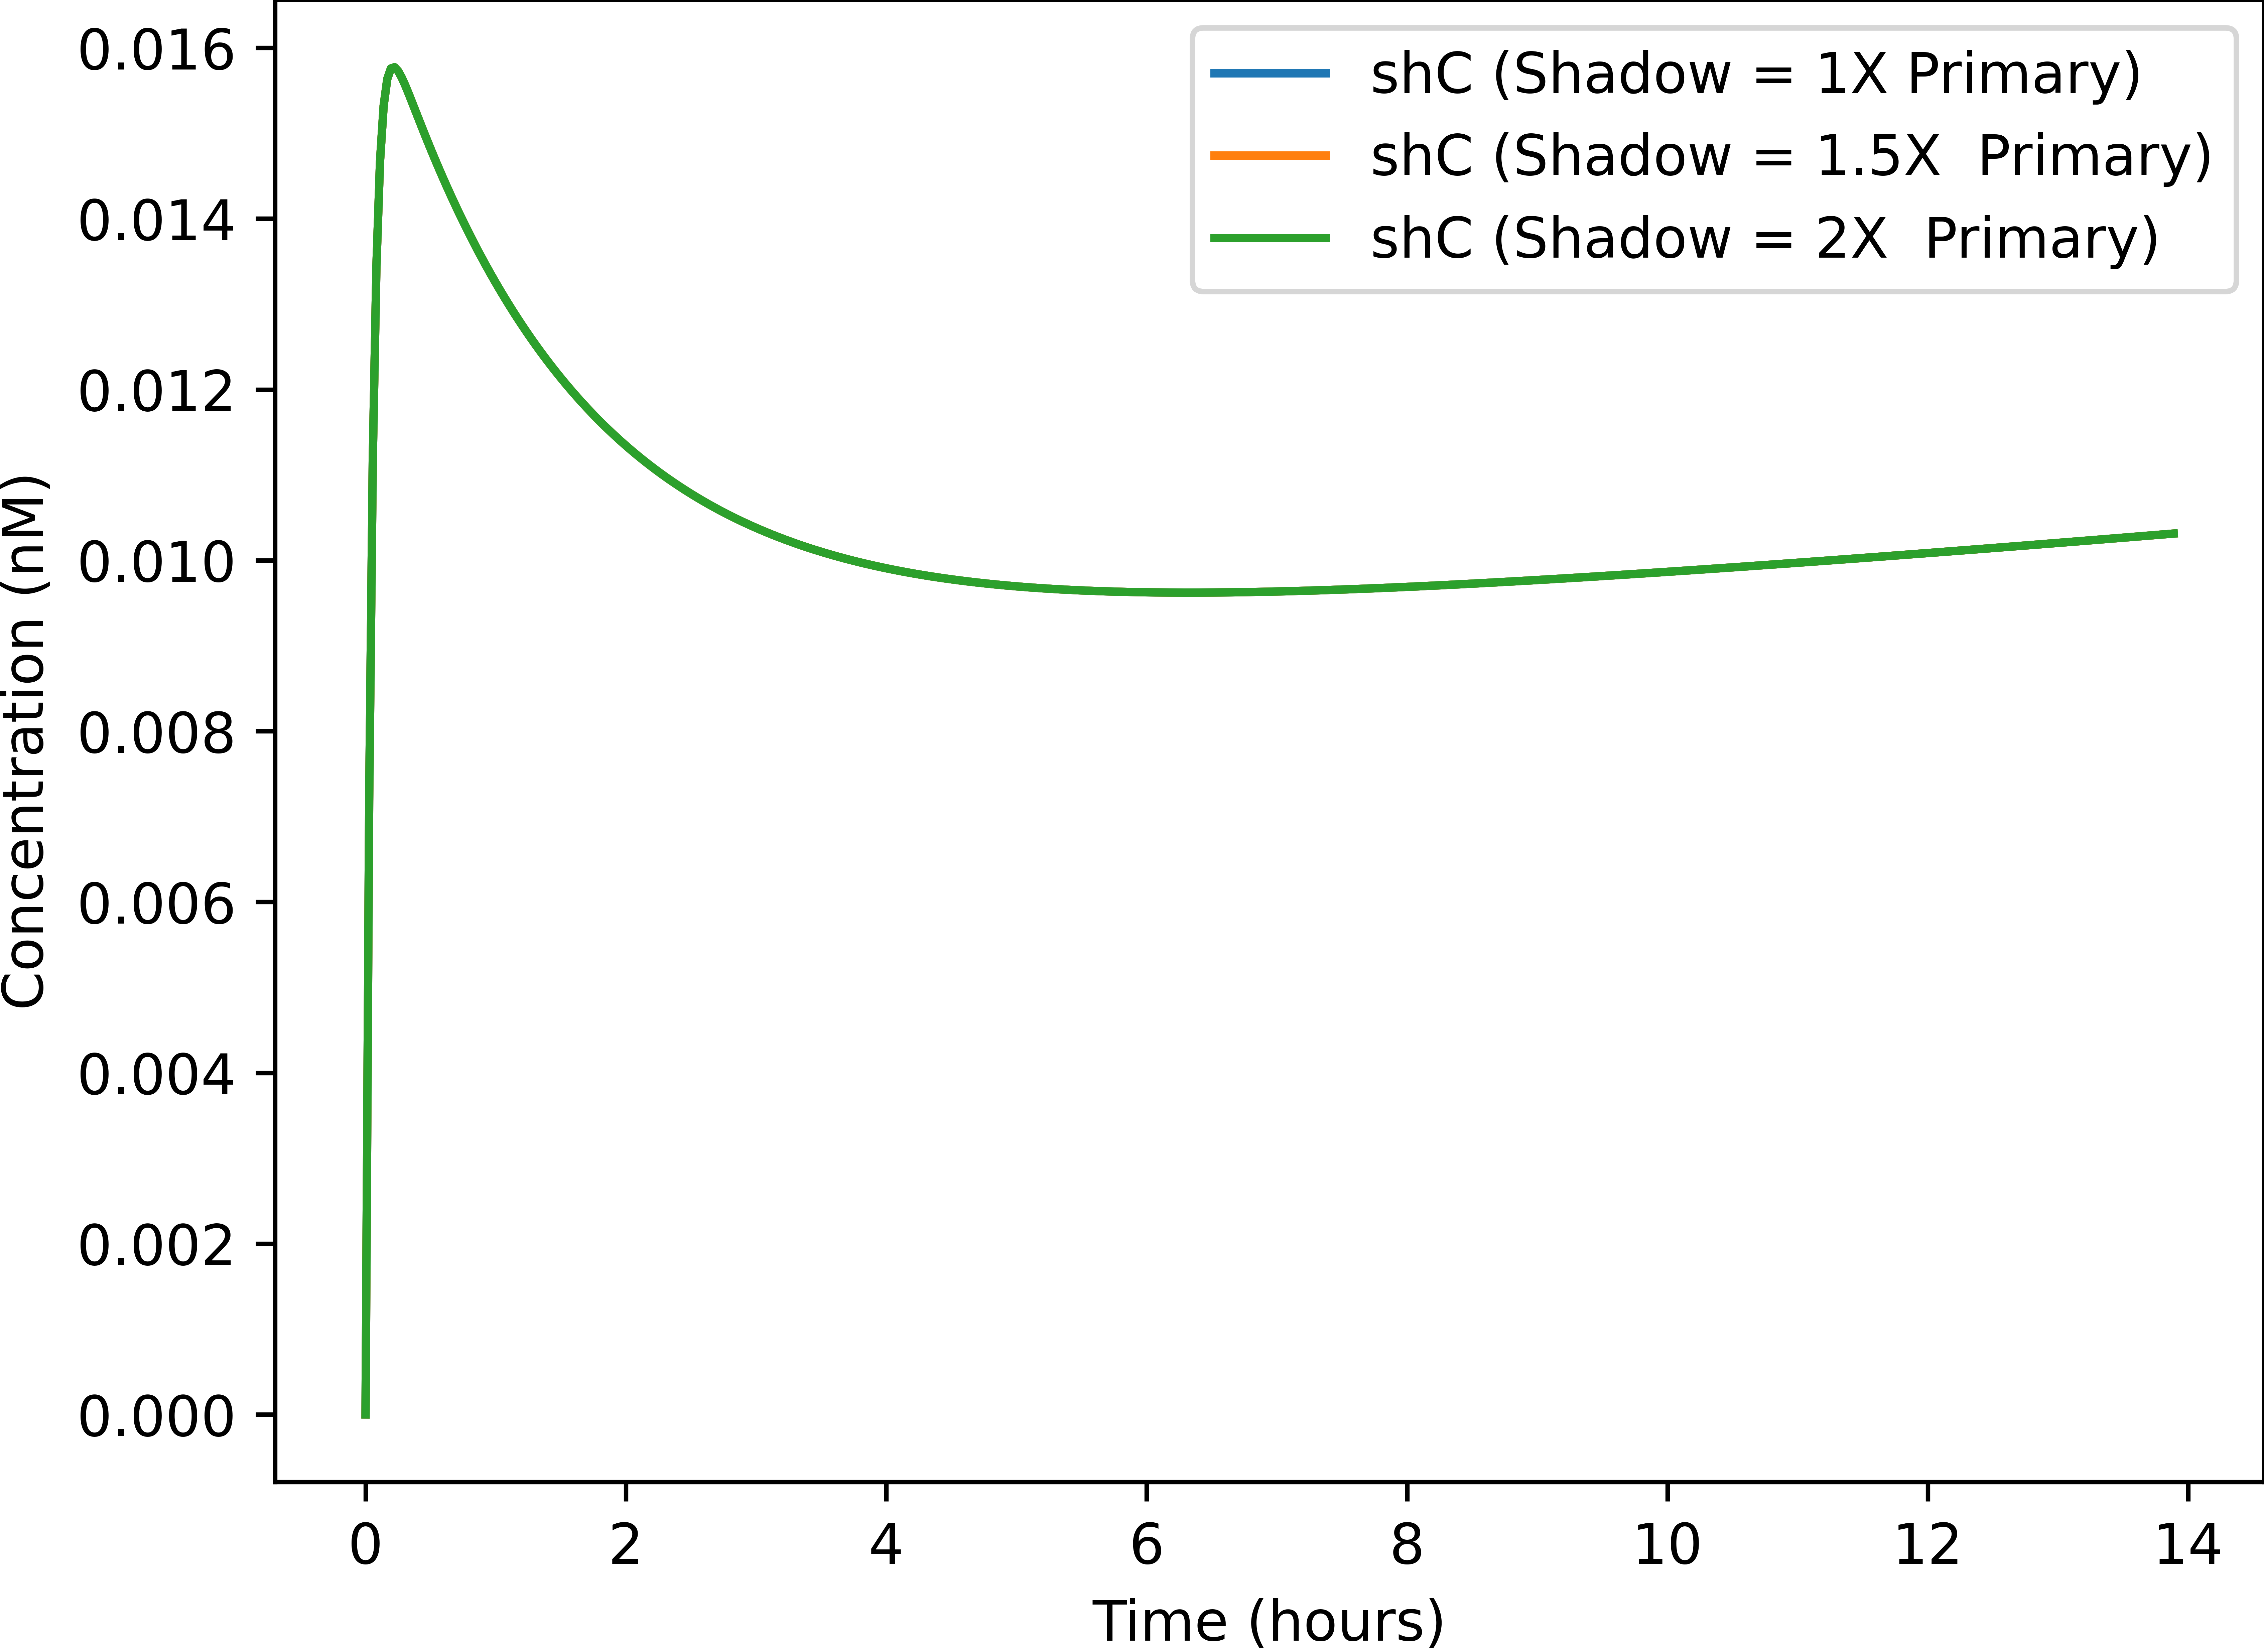 shC (Shadow = 1X Primary)
shC (Shadow = 1.5X  Primary)
shC (Shadow = 2X  Primary)
Concentration (nM)
0.016
0.014
0.012
0.010
0.008
0.006
0.004
0.002
0.000
0 2 4 6 8 10 12 14
Time (hours)